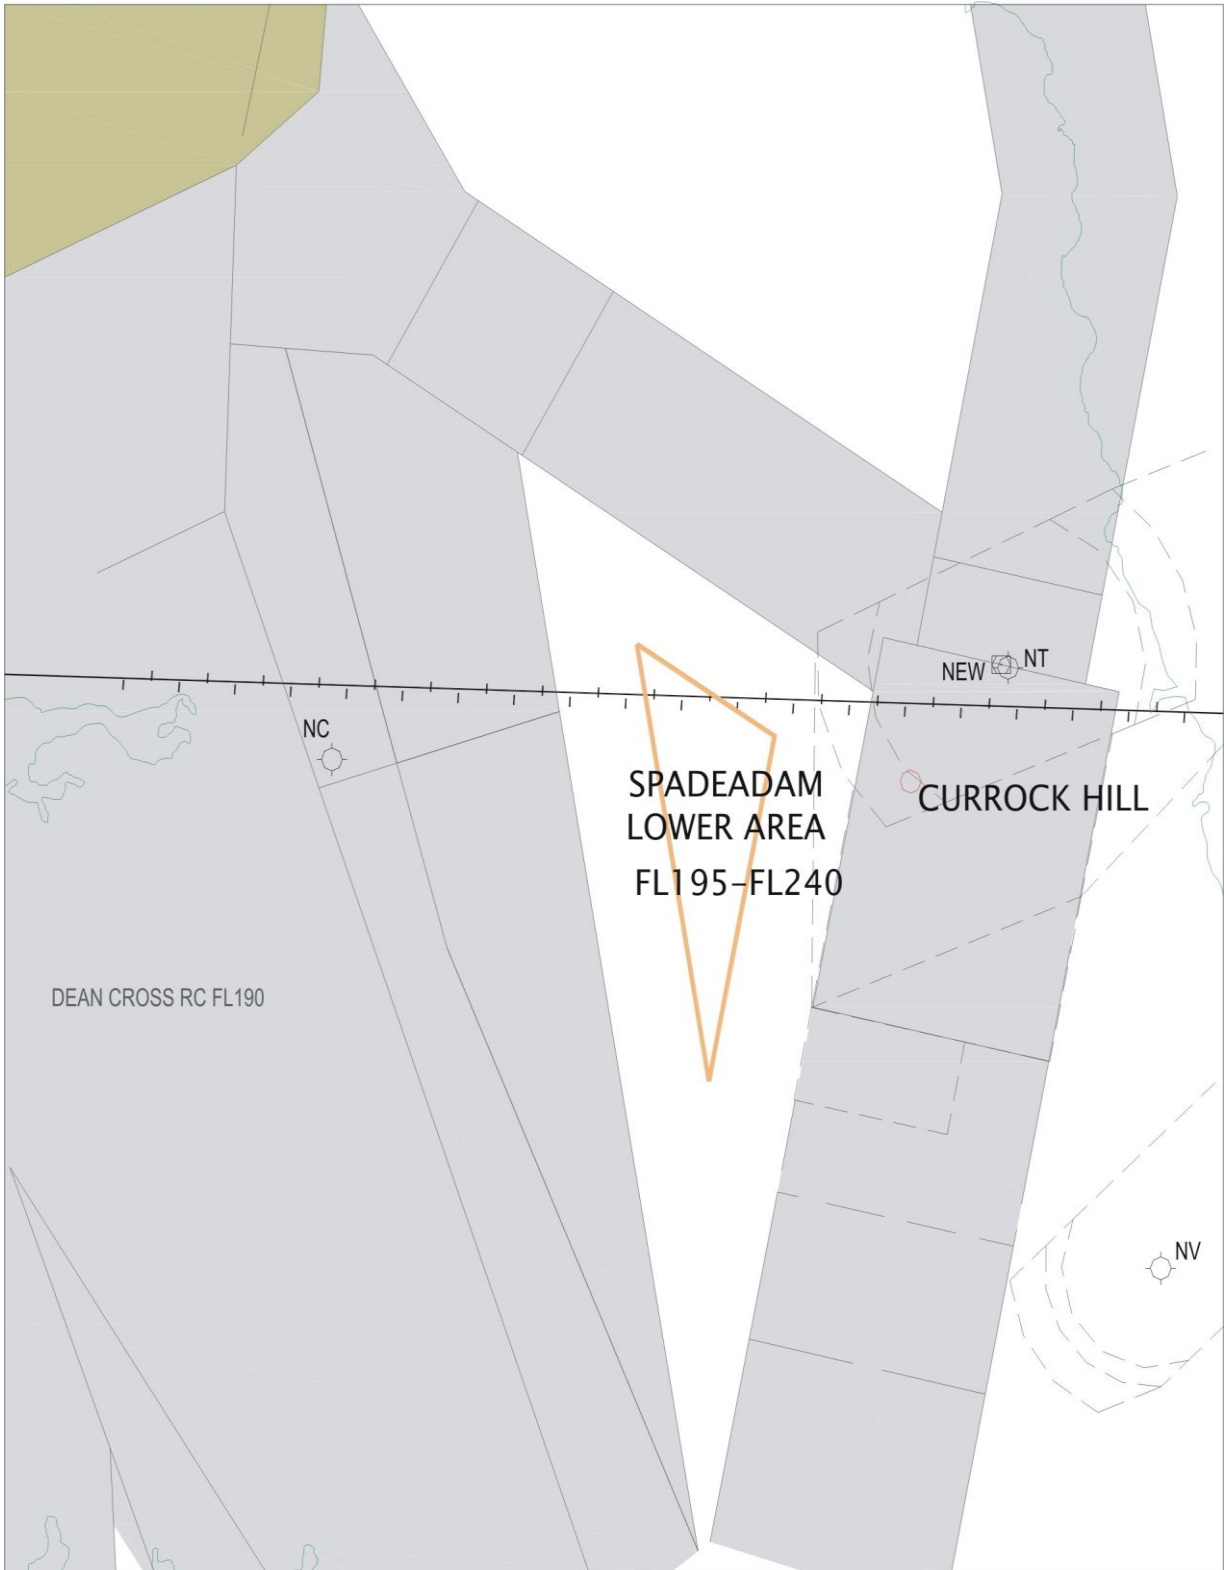 NEW
NT
NC
SPADEADAM
LOWER AREA
FL195–FL240
CURROCK HILL
DEAN CROSS RC FL190
NV